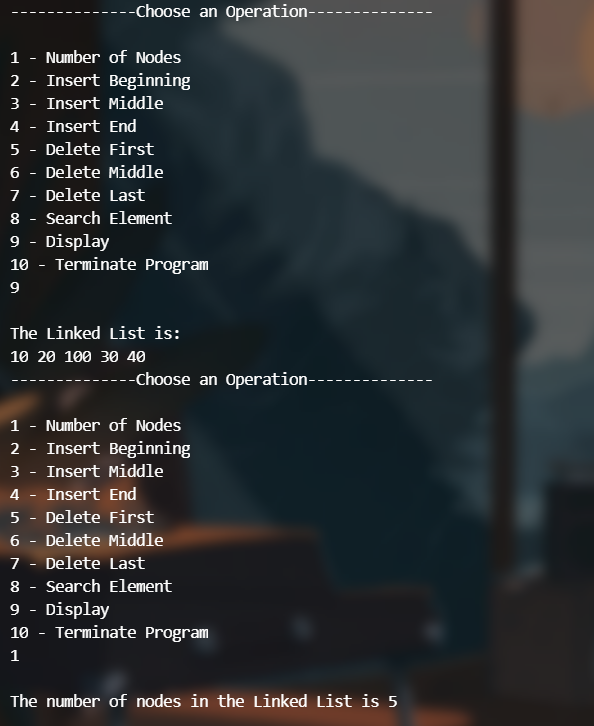 --------------Choose an Operation--------------
1 - Number of Nodes
2 - Insert Beginning
3 - Insert Middle
4 - Insert End
5 - Delete First
6 - Delete Middle
7 - Delete Last
8 - Search Element
9 - Display
10 - Terminate Program
9
The Linked List is:
10 20 100 30 40
--------------Choose an Operation--------------
1 - Number of Nodes
2 - Insert Beginning
3 - Insert Middle
4 - Insert End
5 - Delete First
6 - Delete Middle
7 - Delete Last
8 - Search Element
9 - Display
10 - Terminate Program
1
The number of nodes in the Linked List is 5